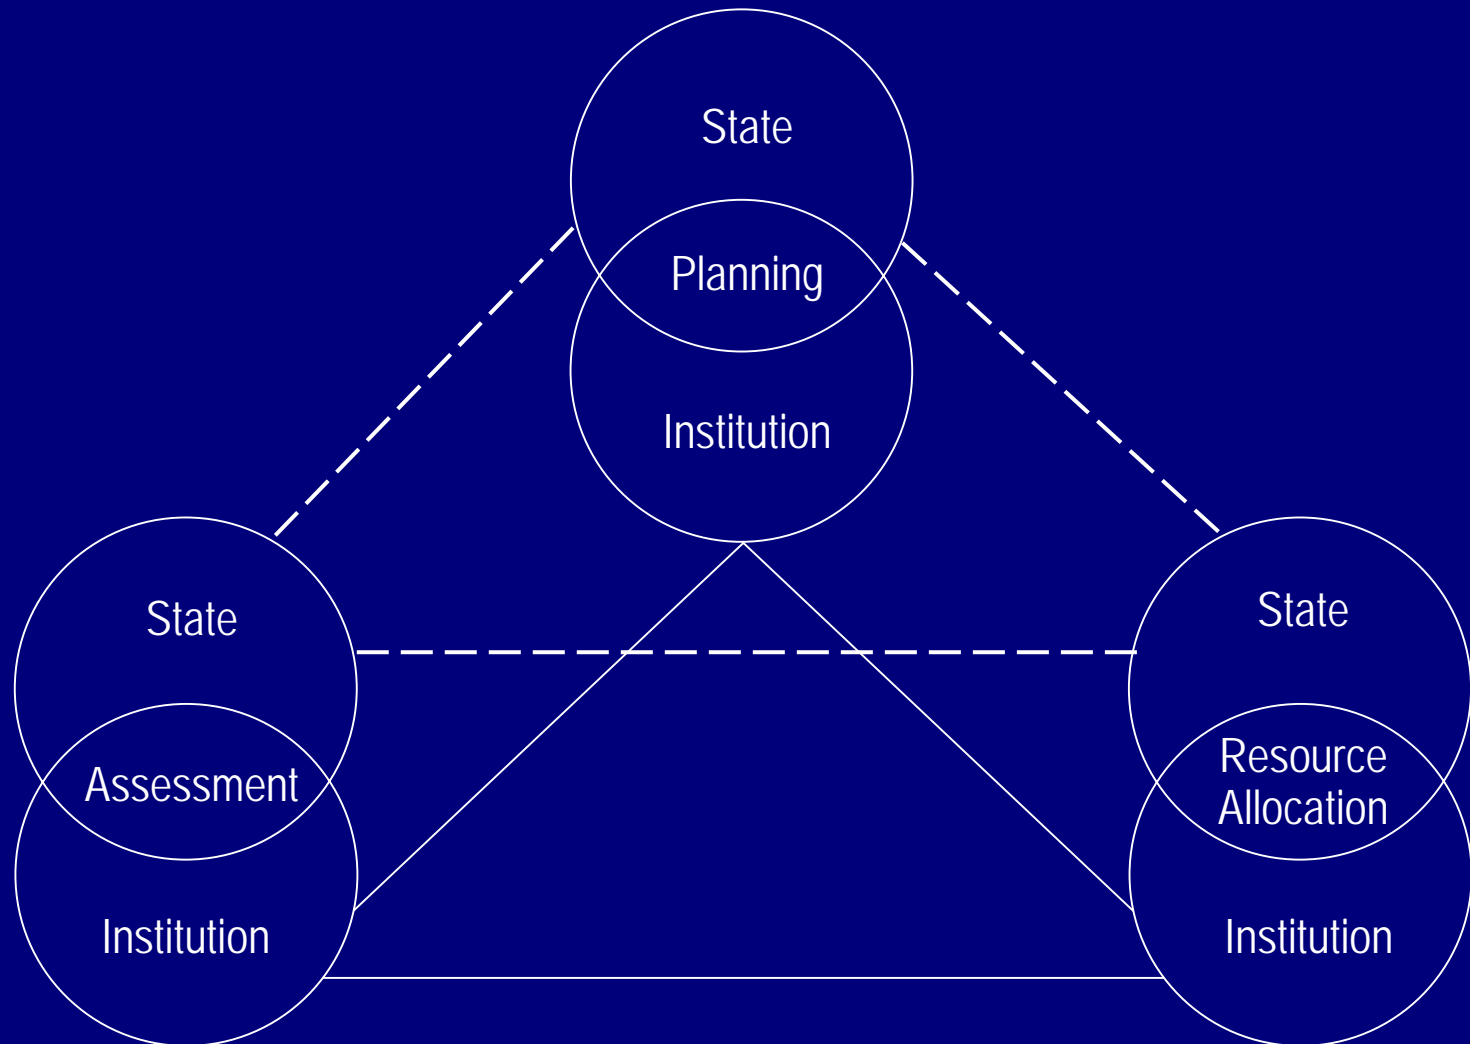 State
Planning
Institution
State
Assessment
Institution
State
Resource
Allocation
Institution